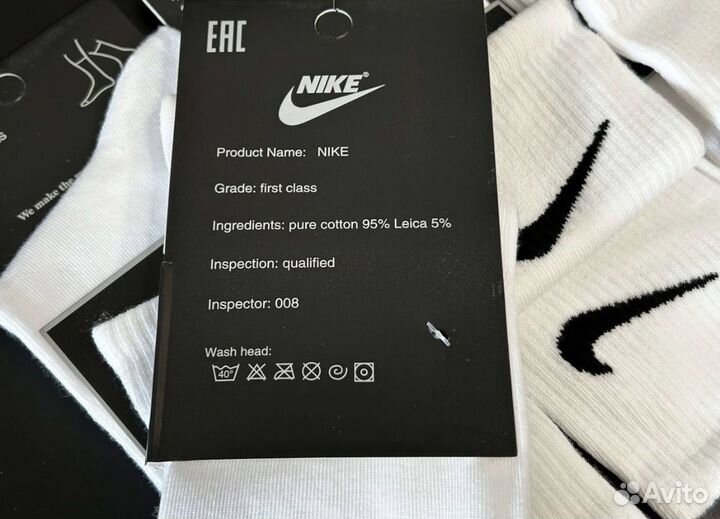 EAC
NIKE®
Product Name: NIKE
Grade: first class
Ingredients: pure cotton 95% Leica 5%
Inspection: qualified
Inspector: 008
Wash head:
40°
We make the
Avito